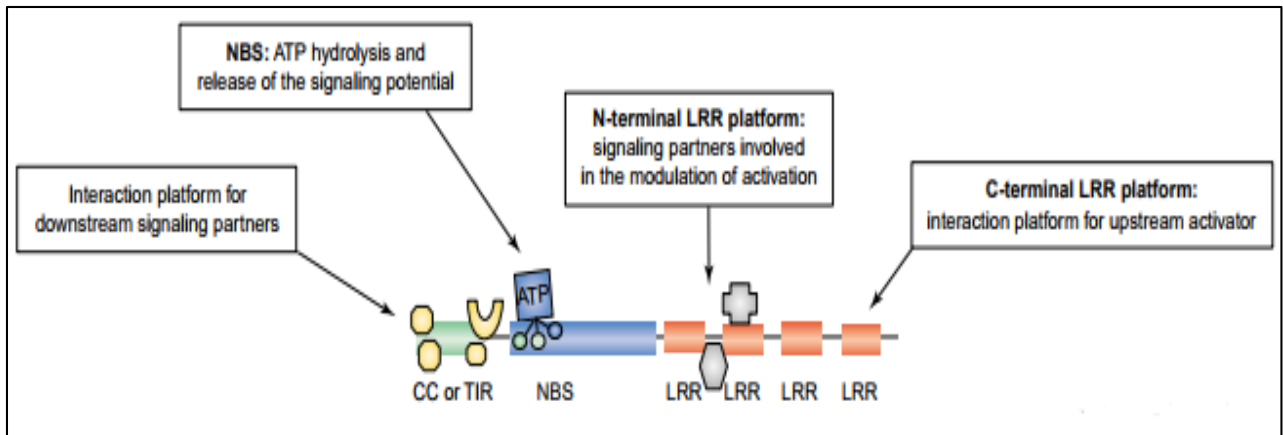 NBS: ATP hydrolysis and
release of the signaling potential
N-terminal LRR platform:
signaling partners involved
in the modulation of activation
Interaction platform for
downstream signaling partners
C-terminal LRR platform:
interaction platform for upstream activator
ATP
CC or TIR NBS LRR LRR LRR LRR